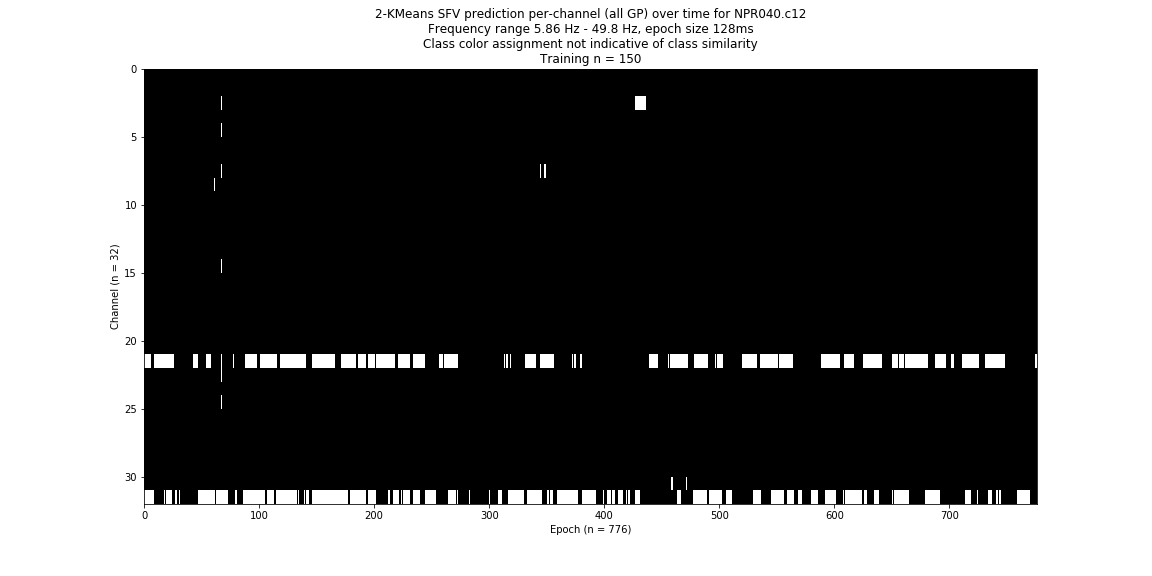 2-KMeans SFV prediction per-channel (all GP) over time for NPR040.c12
Frequency range 5.86 Hz - 49.8 Hz, epoch size 128ms
Class color assignment not indicative of class similarity
Training n = 150
0
5
10
15
20
25
30
Channel (n = 32)
0 100 200 300 400 500 600 700
Epoch (n = 776)